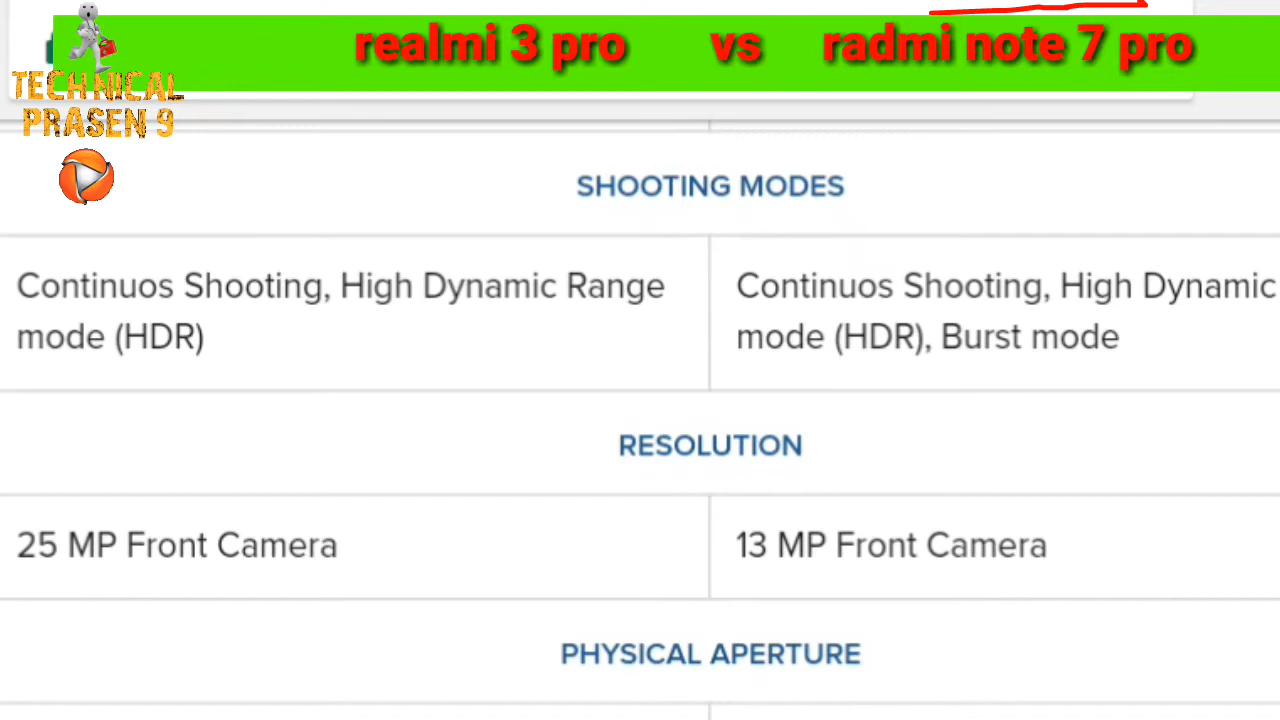 realmi 3 pro vs radmi note 7 pro
TECHNICAL
PRASEN 9
SHOOTING MODES
Continuos Shooting, High Dynamic Range
mode (HDR)
Continuos Shooting, High Dynamic
mode (HDR), Burst mode
RESOLUTION
25 MP Front Camera
13 MP Front Camera
PHYSICAL APERTURE